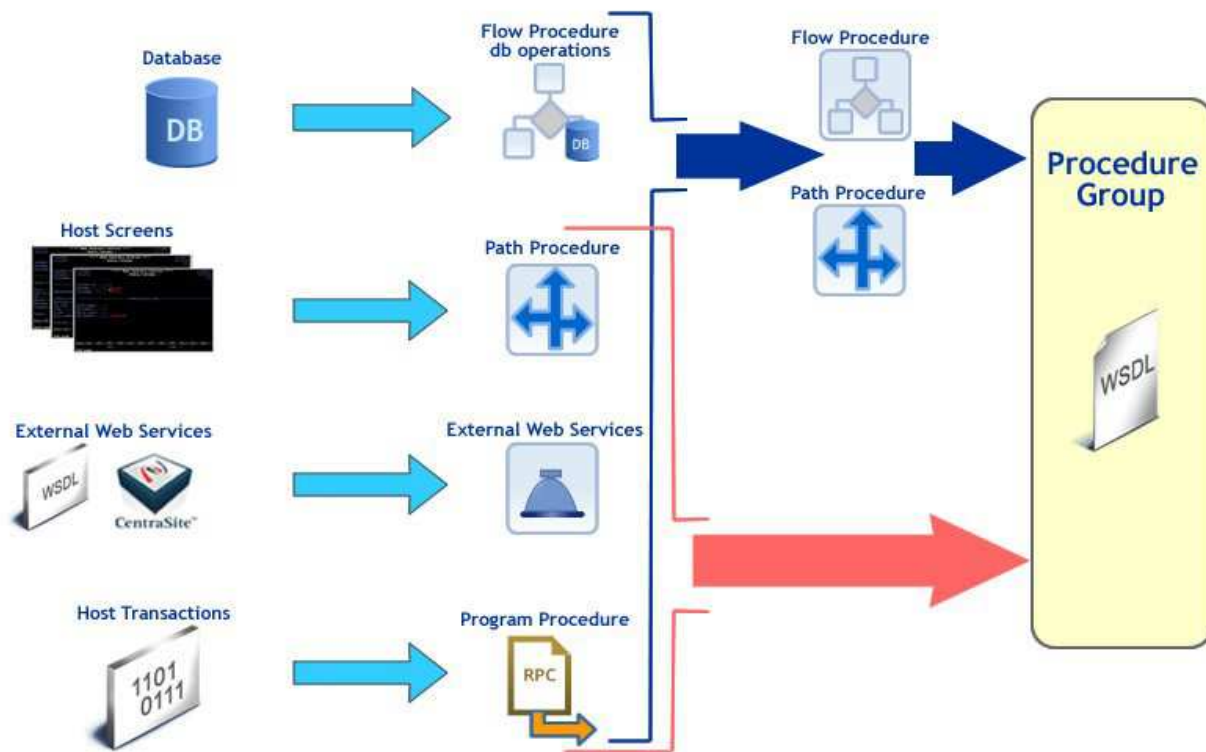 Database
DB
Flow Procedure
db operations
DB
Flow Procedure
Path Procedure
Procedure
Group
WSDL
Host Screens
Path Procedure
External Web Services
WSDL
CentraSite™
External Web Services
Host Transactions
1101
0111
Program Procedure
RPC